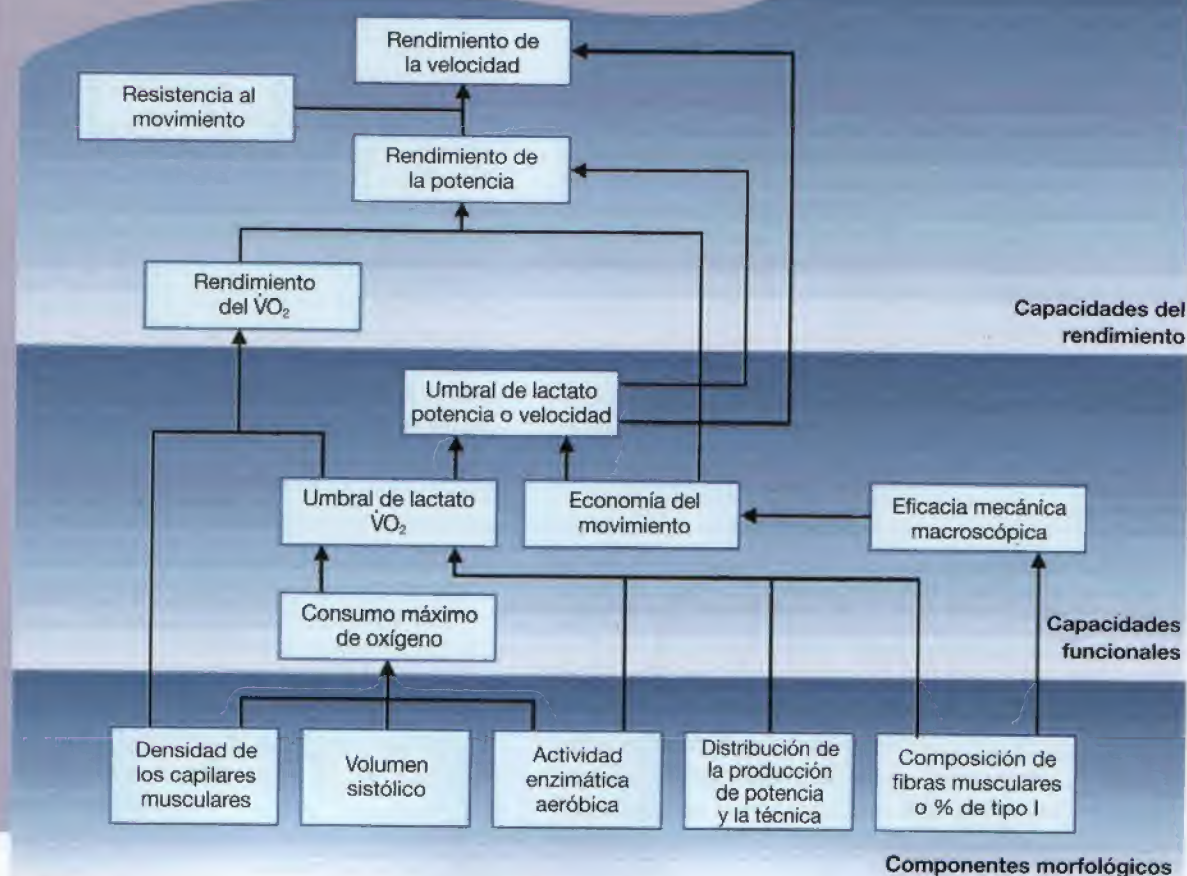 Rendimiento de
la velocidad
Resistencia al
movimiento
Rendimiento de
la potencia
Rendimiento
del V̇O₂
Capacidades del
rendimiento
Umbral de lactato
potencia o velocidad
Umbral de lactato
V̇O₂
Economía del
movimiento
Eficacia mecánica
macroscópica
Consumo máximo
de oxígeno
Capacidades
funcionales
Densidad de
los capilares
musculares
Volumen
sistólico
Actividad
enzimática
aeróbica
Distribución de
la producción
de potencia
y la técnica
Composición de
fibras musculares
o % de tipo I
Componentes morfológicos